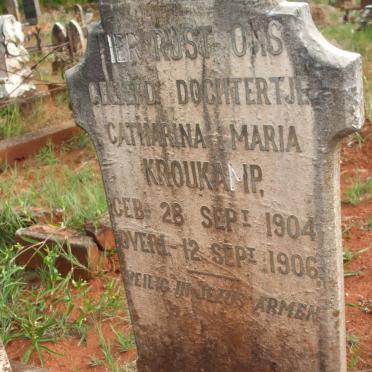 HIER RUST ONS
GELIEFD DOCHTERTJE
CATHARINA MARIA
KROUKAMP,
GEB. 28 SEPT. 1904,
OVERL. 12 SEPT. 1906.
VEILIG IN JEZUS ARMEN